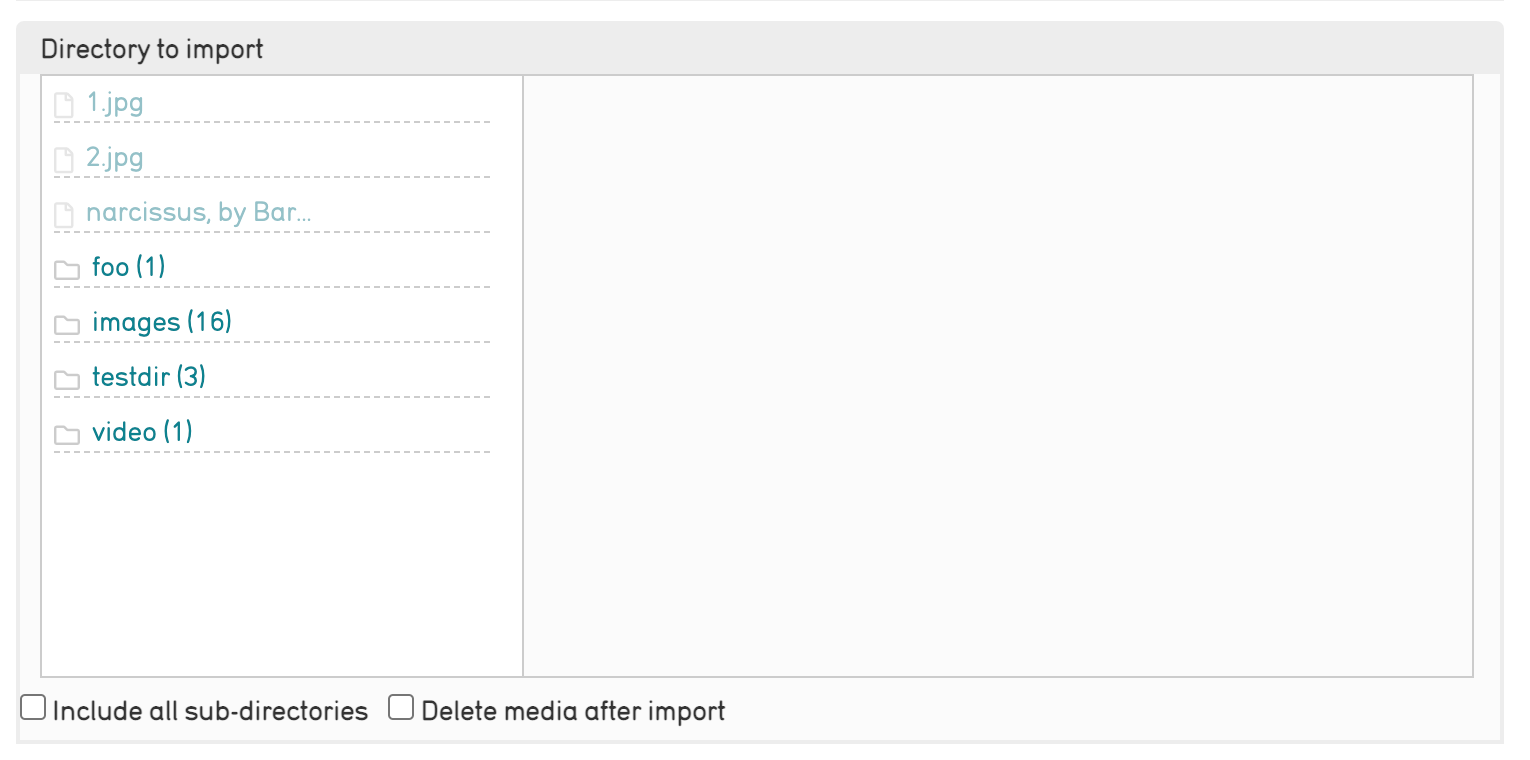 Directory to import
1.jpg
2.jpg
narcissus, by Bar...
foo (1)
images (16)
testdir (3)
video (1)
Include all sub-directories Delete media after import